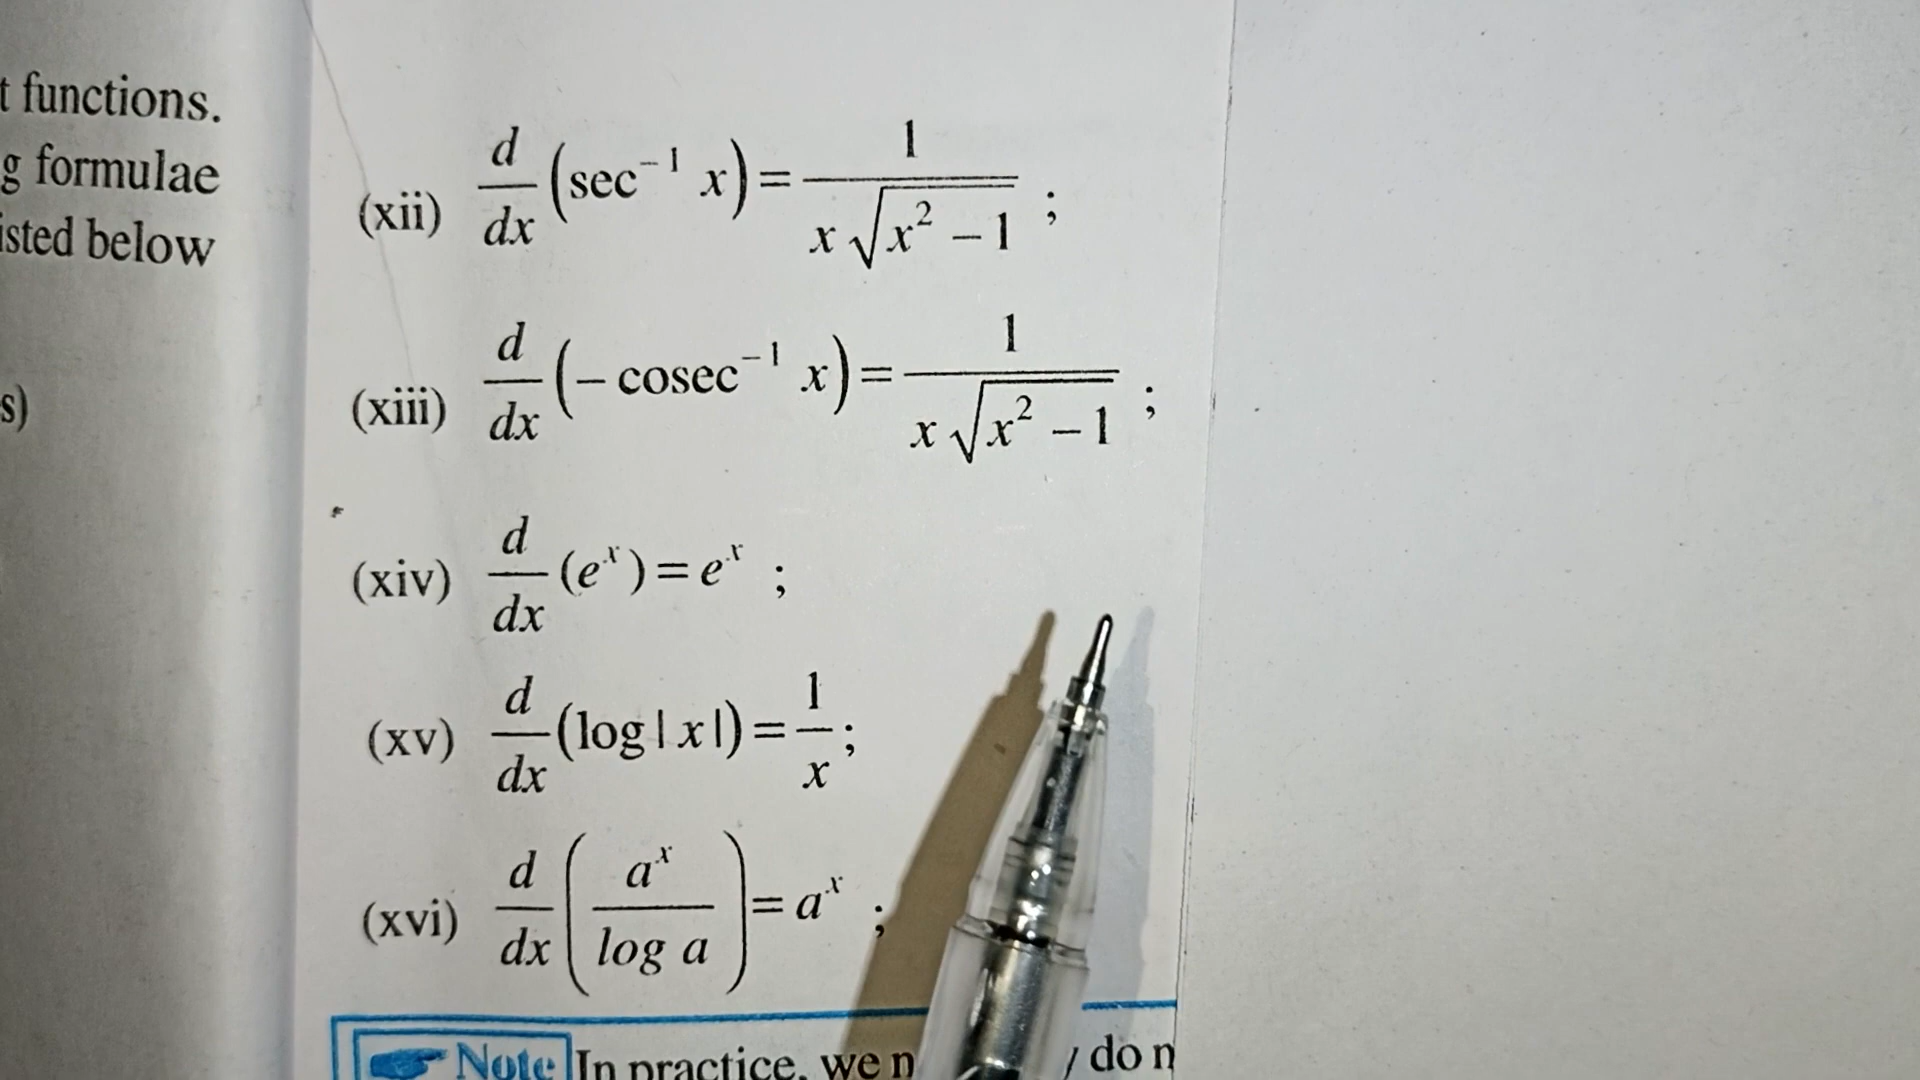 t functions.
g formulae
isted below
s)
(xii) d/dx (sec⁻¹ x) = 1/(x√(x² − 1)) ;
(xiii) d/dx (− cosec⁻¹ x) = 1/(x√(x² − 1)) ;
(xiv) d/dx (eˣ) = eˣ ;
(xv) d/dx (log | x |) = 1/x ;
(xvi) d/dx (aˣ/log a) = aˣ ;
Note In practice, we n do n